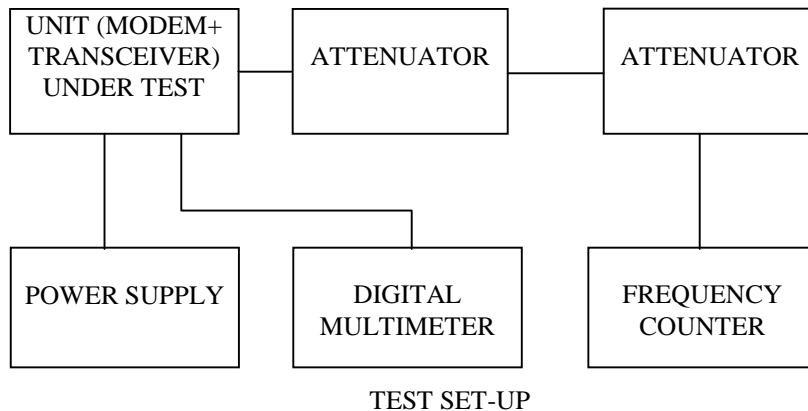 UNIT (MODEM+
TRANSCEIVER)
UNDER TEST
ATTENUATOR
ATTENUATOR
POWER SUPPLY
DIGITAL
MULTIMETER
FREQUENCY
COUNTER
TEST SET-UP